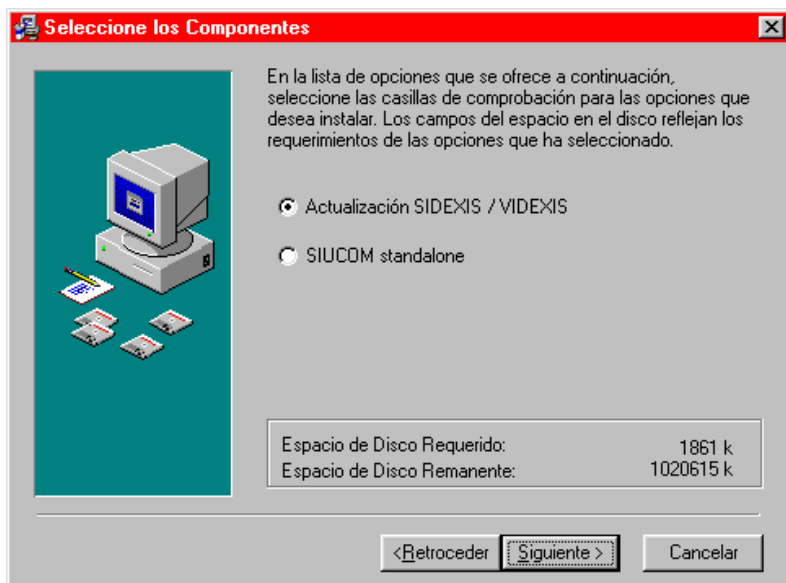 Seleccione los Componentes
En la lista de opciones que se ofrece a continuación,
seleccione las casillas de comprobación para las opciones que
desea instalar. Los campos del espacio en el disco reflejan los
requerimientos de las opciones que ha seleccionado.
Actualización SIDEXIS / VIDEXIS
SIUCOM standalone
Espacio de Disco Requerido: 1861 k
Espacio de Disco Remanente: 1020615 k
<Retroceder Siguiente > Cancelar